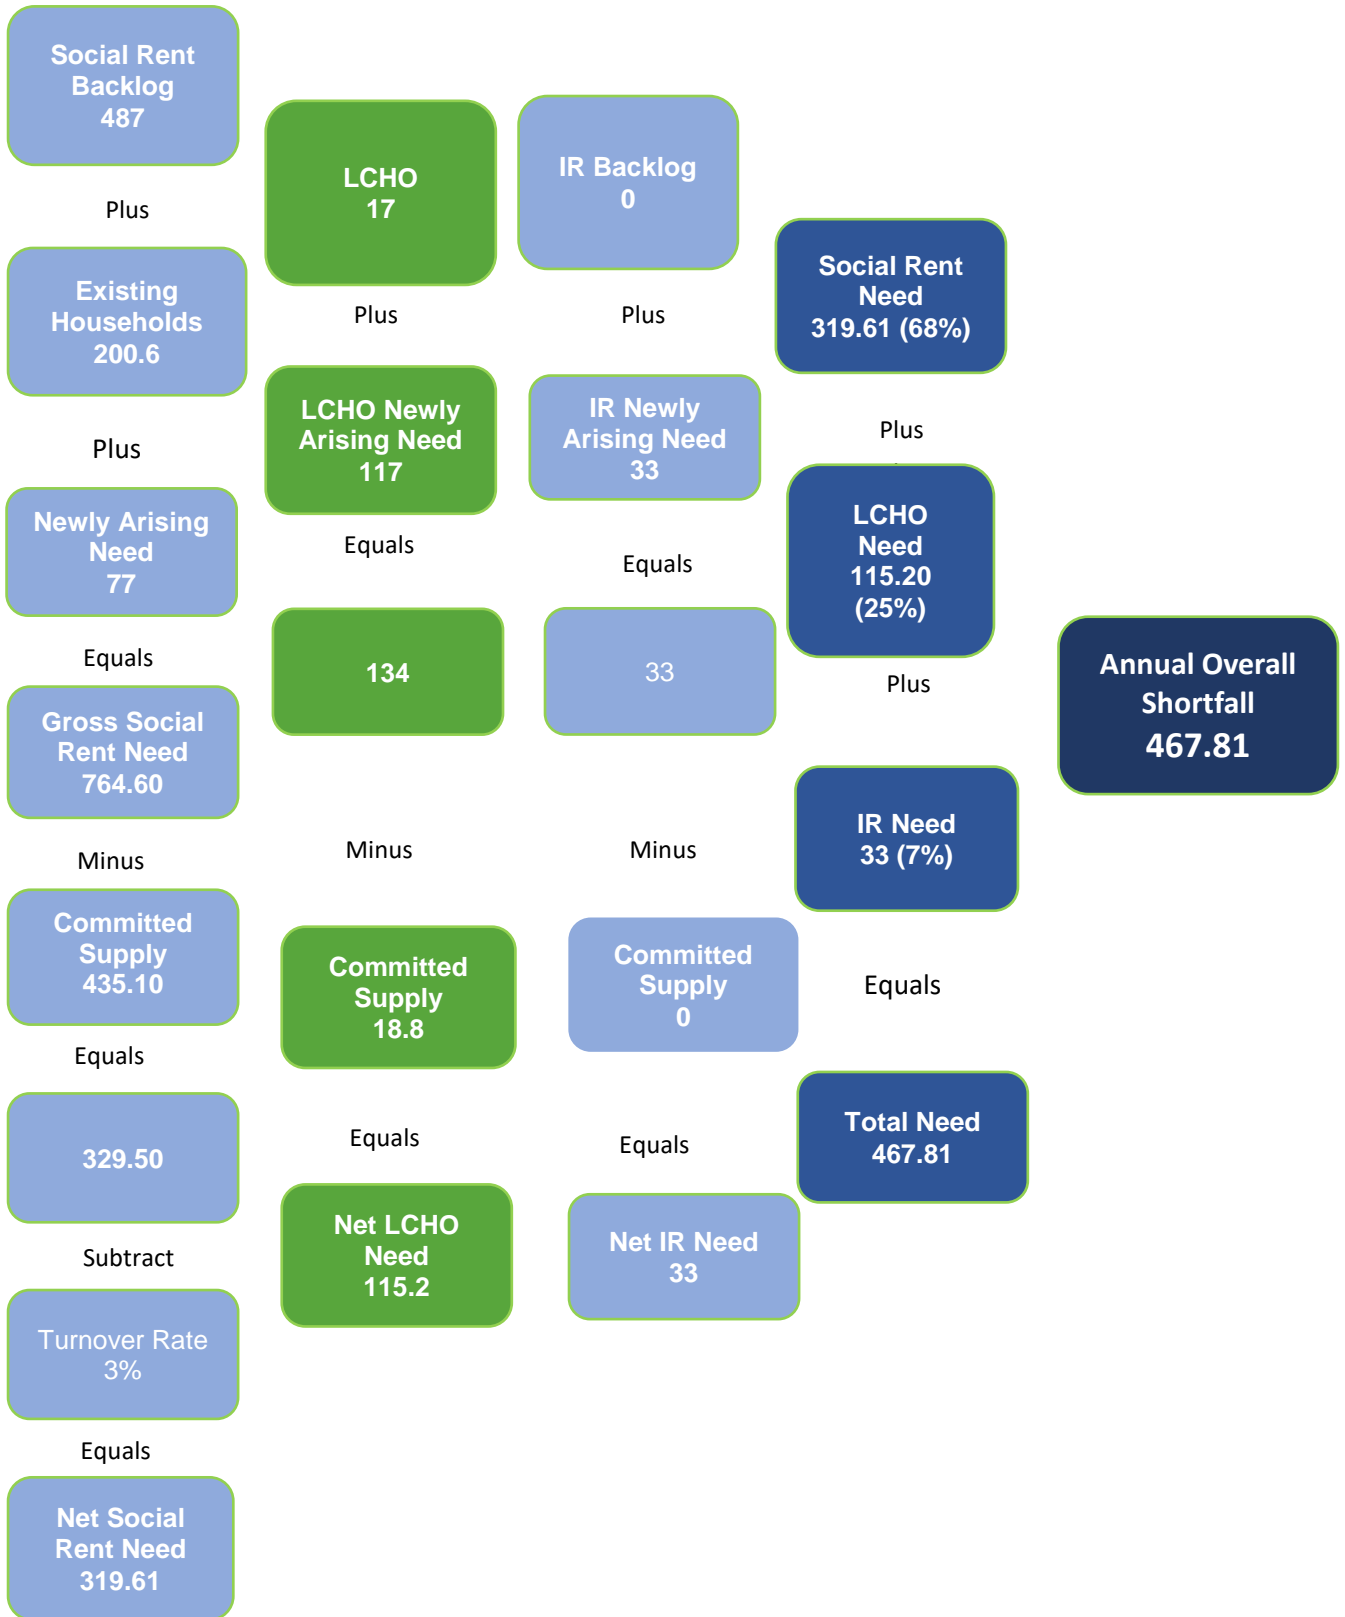 Social Rent
Backlog
487
Plus
Existing
Households
200.6
Plus
Newly Arising
Need
77
Equals
Gross Social
Rent Need
764.60
Minus
Committed
Supply
435.10
Equals
329.50
Subtract
Turnover Rate
3%
Equals
Net Social
Rent Need
319.61
LCHO
17
Plus
LCHO Newly
Arising Need
117
Equals
134
Minus
Committed
Supply
18.8
Equals
Net LCHO
Need
115.2
IR Backlog
0
Plus
IR Newly
Arising Need
33
Equals
33
Minus
Committed
Supply
0
Equals
Net IR Need
33
Social Rent
Need
319.61 (68%)
Plus
LCHO
Need
115.20
(25%)
Plus
IR Need
33 (7%)
Equals
Total Need
467.81
Annual Overall
Shortfall
467.81